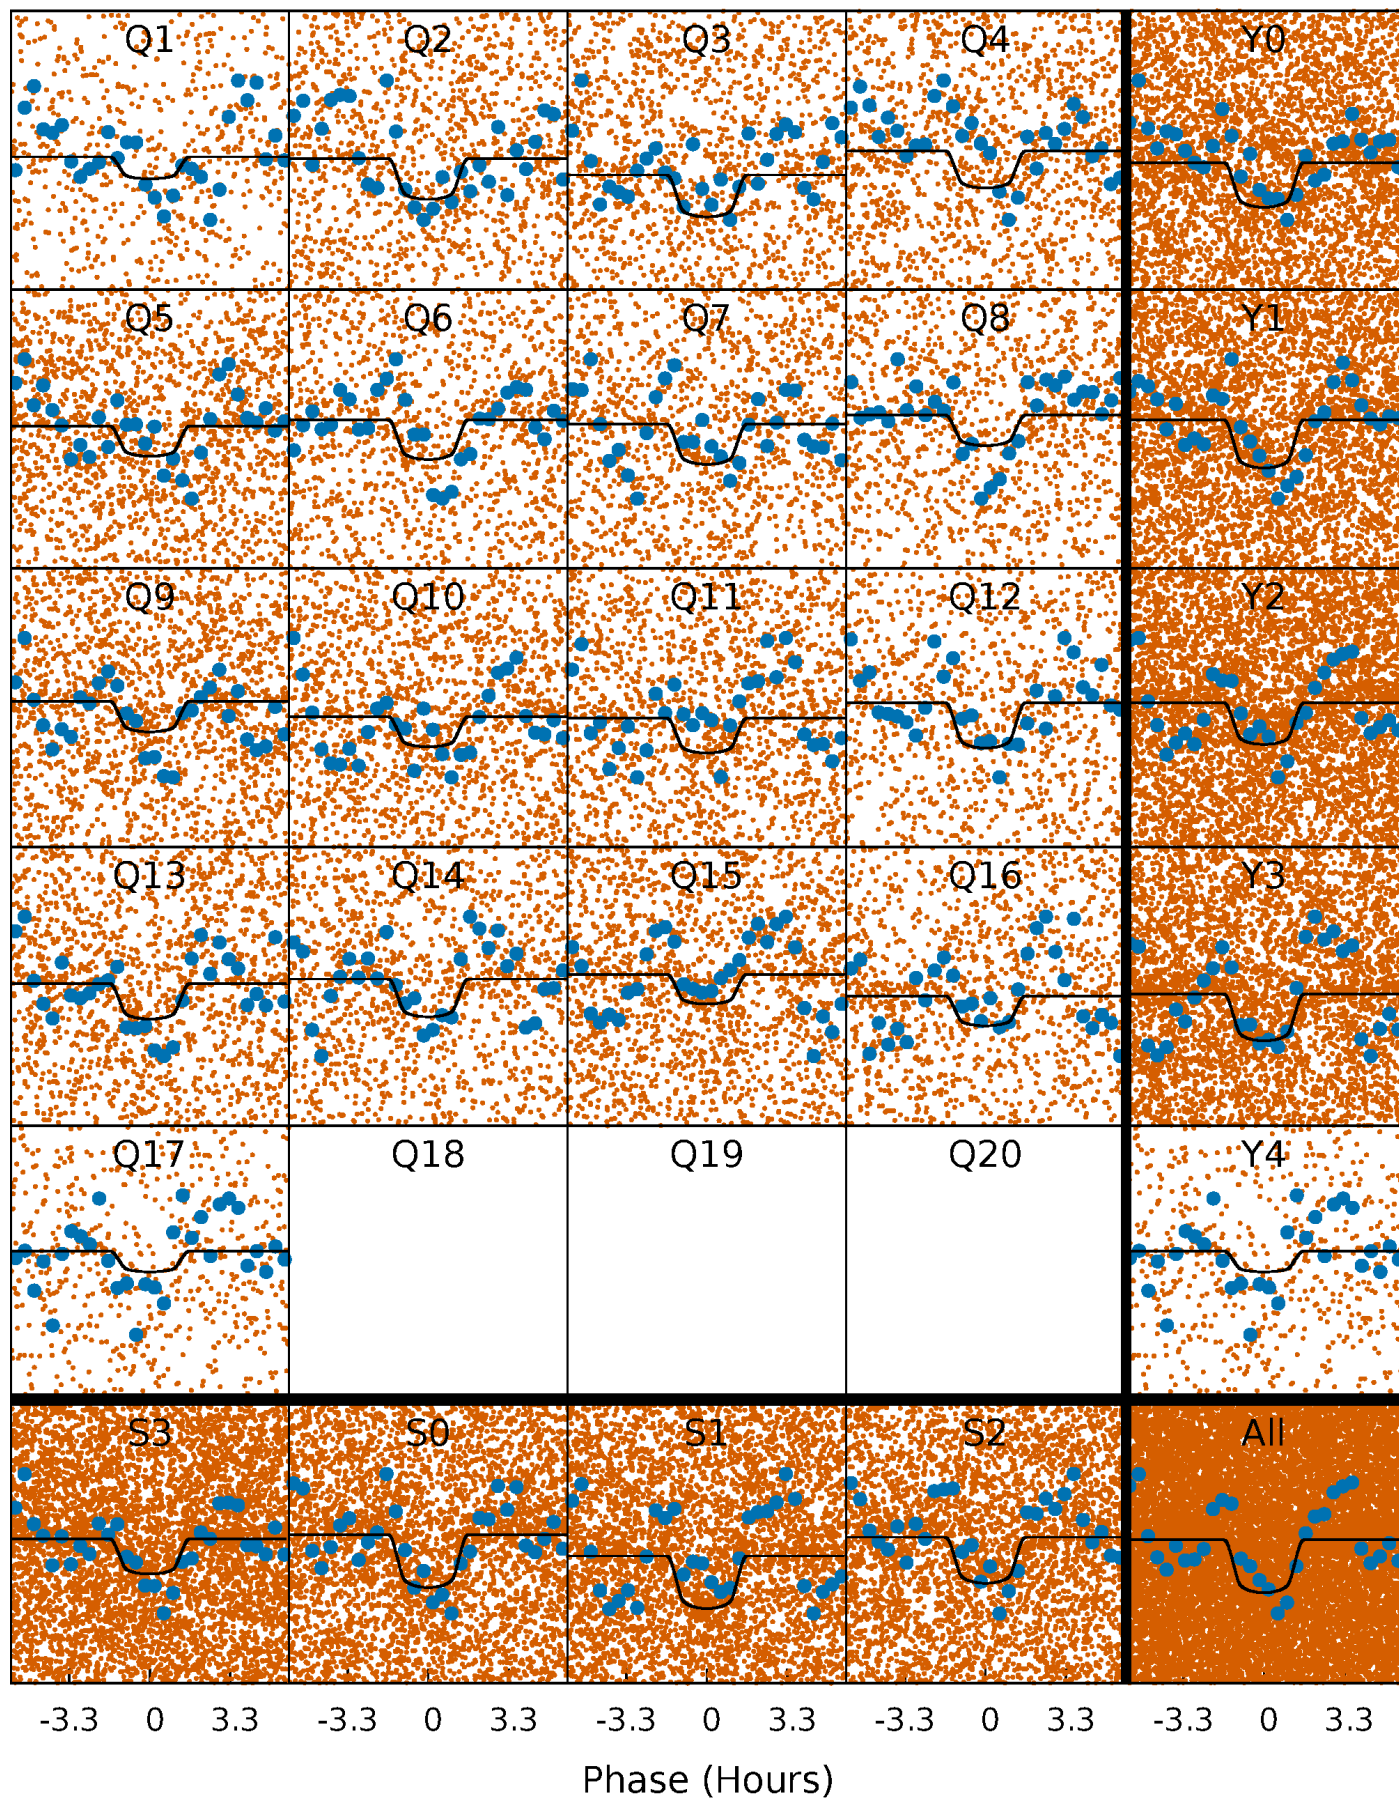 Q1 Q2 Q3 Q4 Y0
Q5 Q6 Q7 Q8 Y1
Q9 Q10 Q11 Q12 Y2
Q13 Q14 Q15 Q16 Y3
Q17 Q18 Q19 Q20 Y4
S3 S0 S1 S2 All
-3.3 0 3.3 -3.3 0 3.3 -3.3 0 3.3 -3.3 0 3.3 -3.3 0 3.3
Phase (Hours)